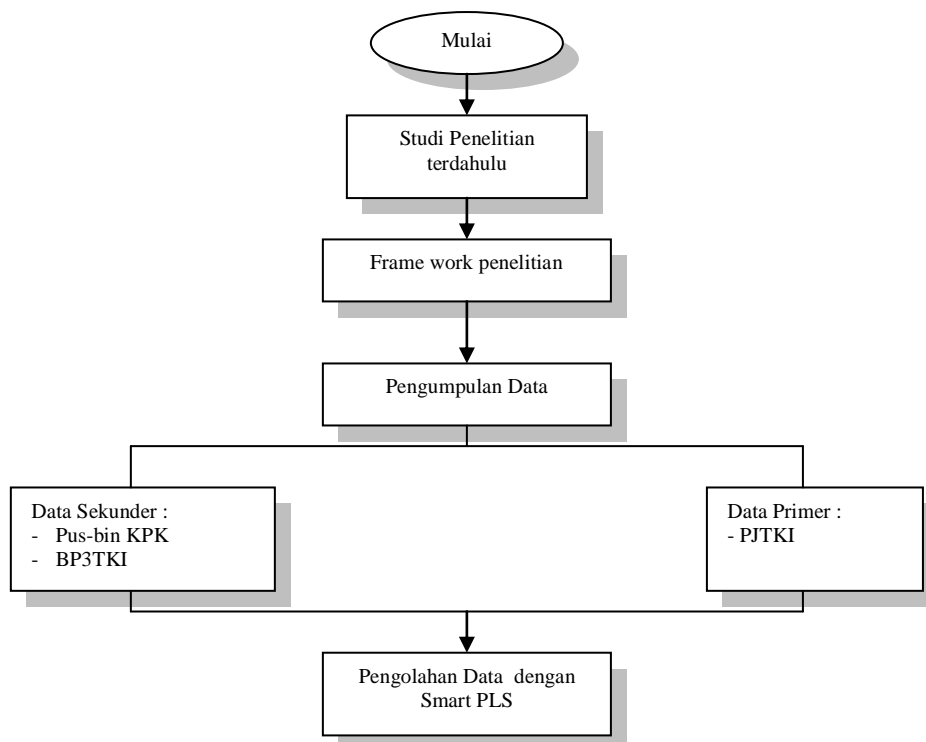 Mulai
Studi Penelitian
terdahulu
Frame work penelitian
Pengumpulan Data
Data Sekunder :
- Pus-bin KPK
- BP3TKI
Data Primer :
- PJTKI
Pengolahan Data dengan
Smart PLS